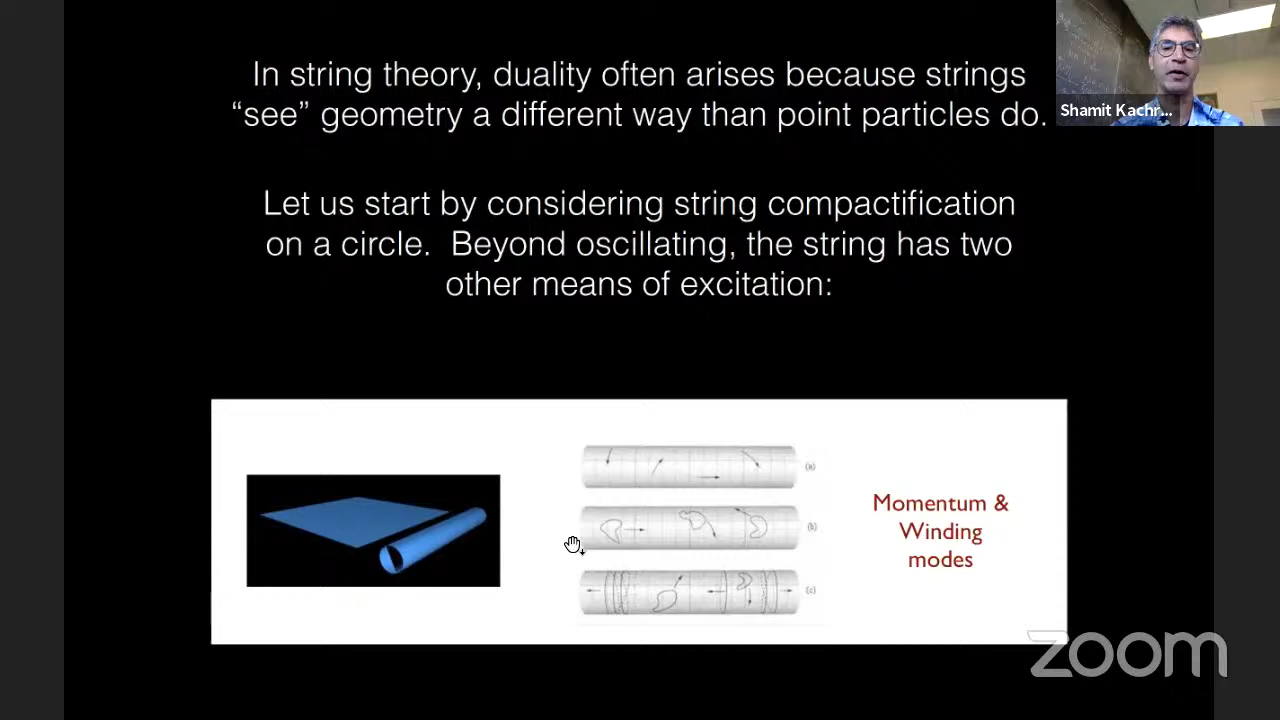 In string theory, duality often arises because strings
“see” geometry a different way than point particles do.
Shamit Kachr...
Let us start by considering string compactification
on a circle. Beyond oscillating, the string has two
other means of excitation:
(a)
(b)
(c)
Momentum &
Winding
modes
zoom